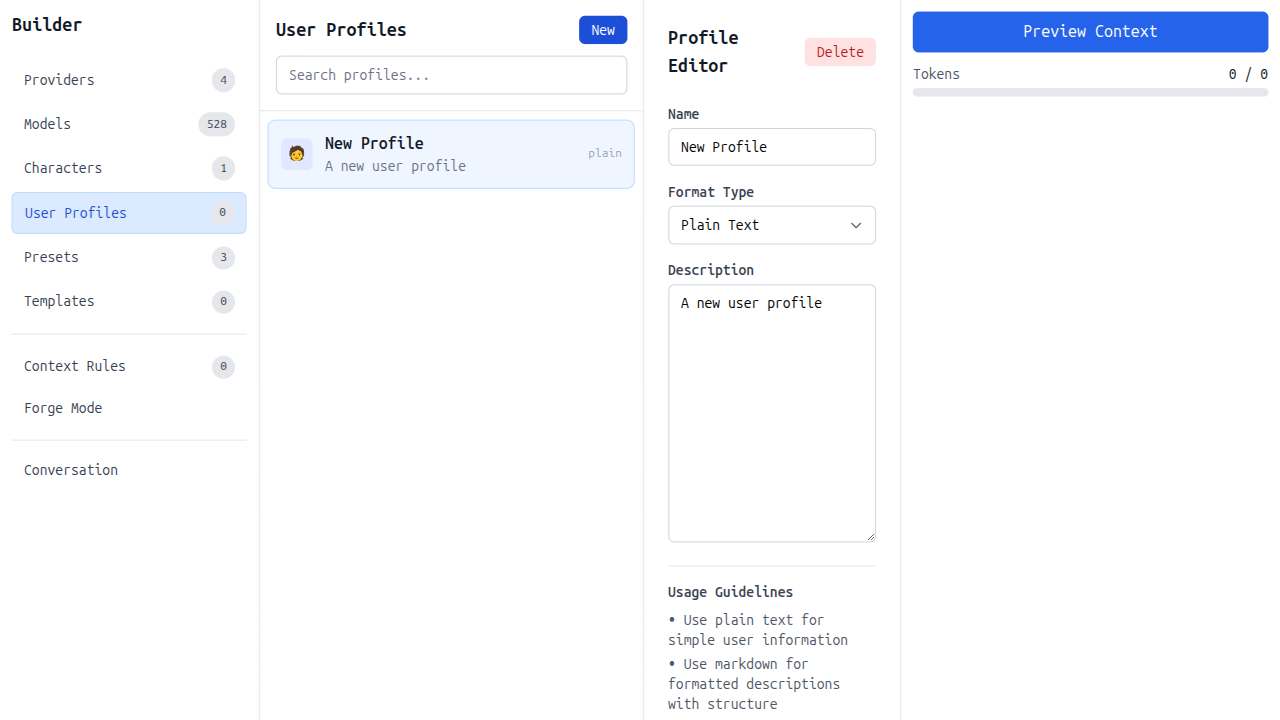 Builder
Providers 4
Models 528
Characters 1
User Profiles 0
Presets 3
Templates 0
Context Rules 0
Forge Mode
Conversation
User Profiles New
Search profiles...
New Profile
A new user profile
plain
Profile
Editor
Delete
Name
New Profile
Format Type
Plain Text
Description
A new user profile
Usage Guidelines
• Use plain text for
simple user information
• Use markdown for
formatted descriptions
with structure
Preview Context
Tokens 0 / 0